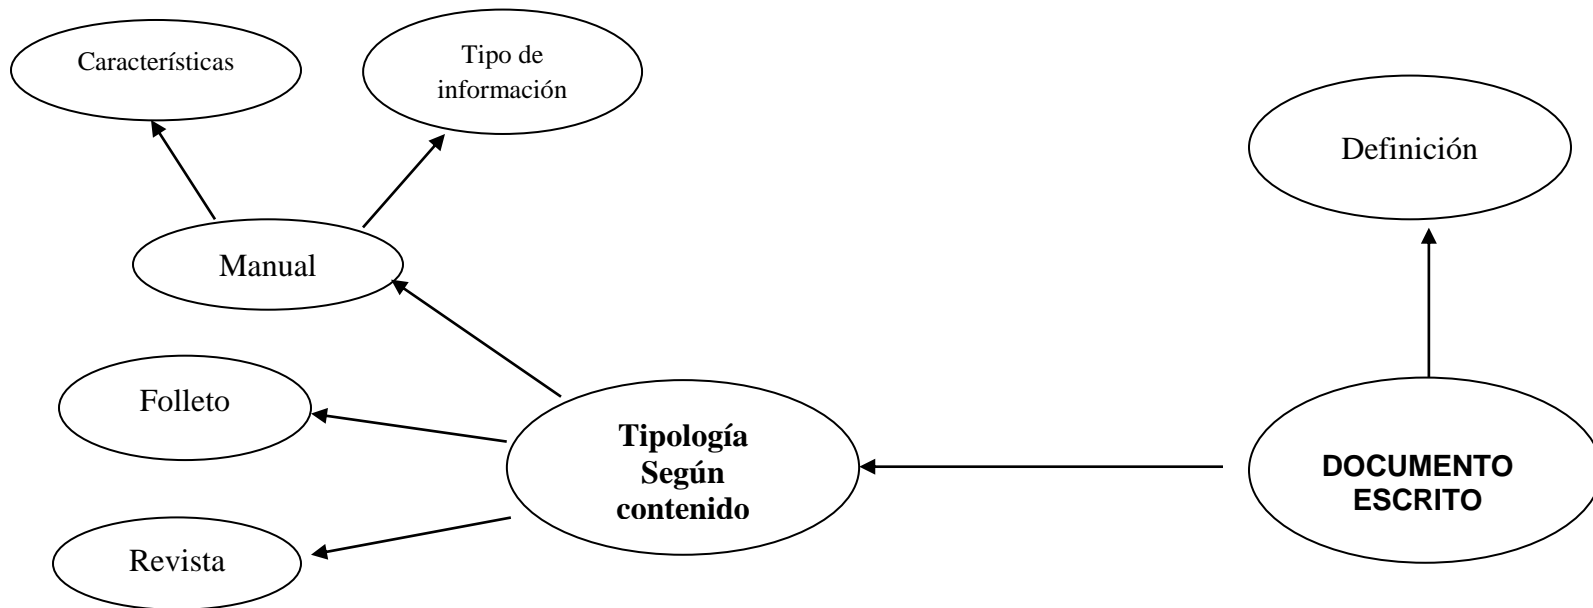 Características
Tipo de
información
Definición
Manual
Folleto
Tipología
Según
contenido
DOCUMENTO
ESCRITO
Revista